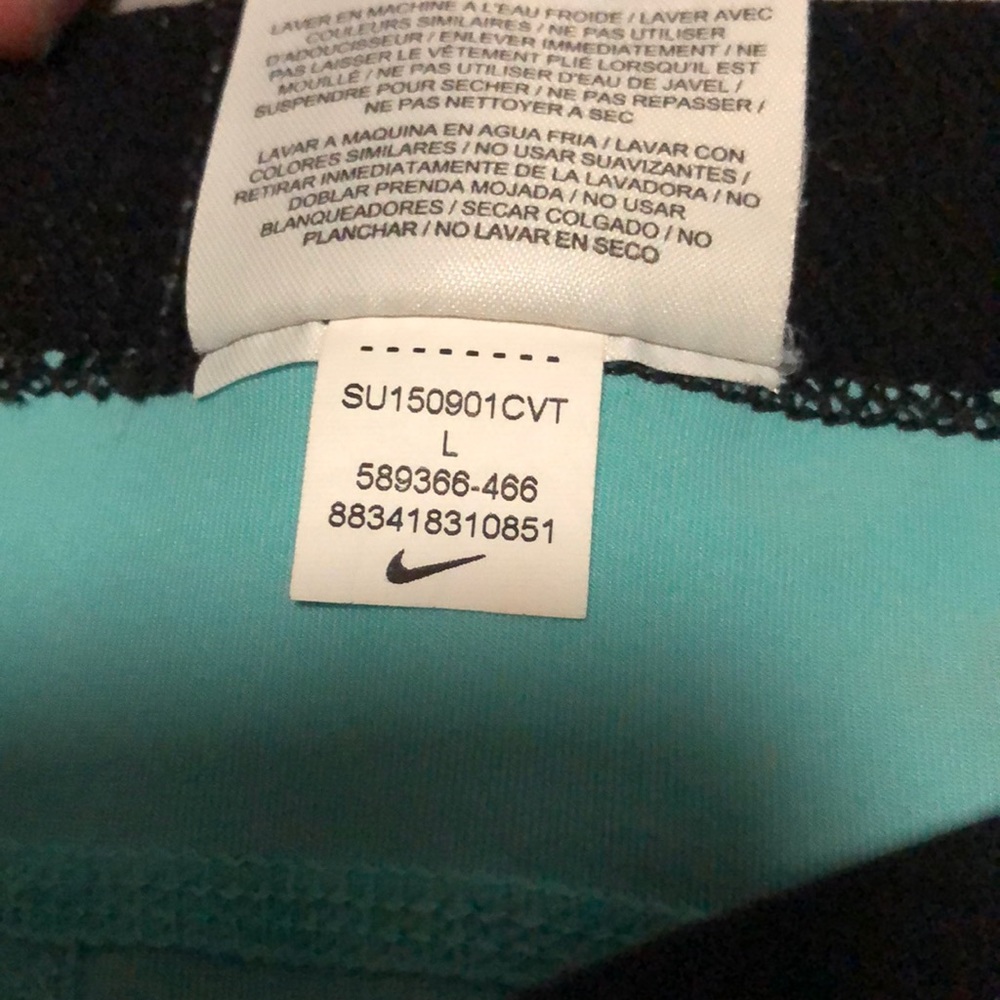 LAVER EN MACHINE A L'EAU FROIDE / LAVER AVEC
COULEURS SIMILAIRES / NE PAS UTILISER
D'ADOUCISSEUR / ENLEVER IMMEDIATEMENT / NE
PAS LAISSER LE VÊTEMENT PLIÉ LORSQU'IL EST
MOUILLÉ / NE PAS UTILISER D'EAU DE JAVEL /
SUSPENDRE POUR SECHER / NE PAS REPASSER /
NE PAS NETTOYER A SEC
LAVAR A MAQUINA EN AGUA FRIA / LAVAR CON
COLORES SIMILARES / NO USAR SUAVIZANTES /
RETIRAR INMEDIATAMENTE DE LA LAVADORA / NO
DOBLAR PRENDA MOJADA / NO USAR
BLANQUEADORES / SECAR COLGADO / NO
PLANCHAR / NO LAVAR EN SECO
SU150901CVT
L
589366-466
883418310851